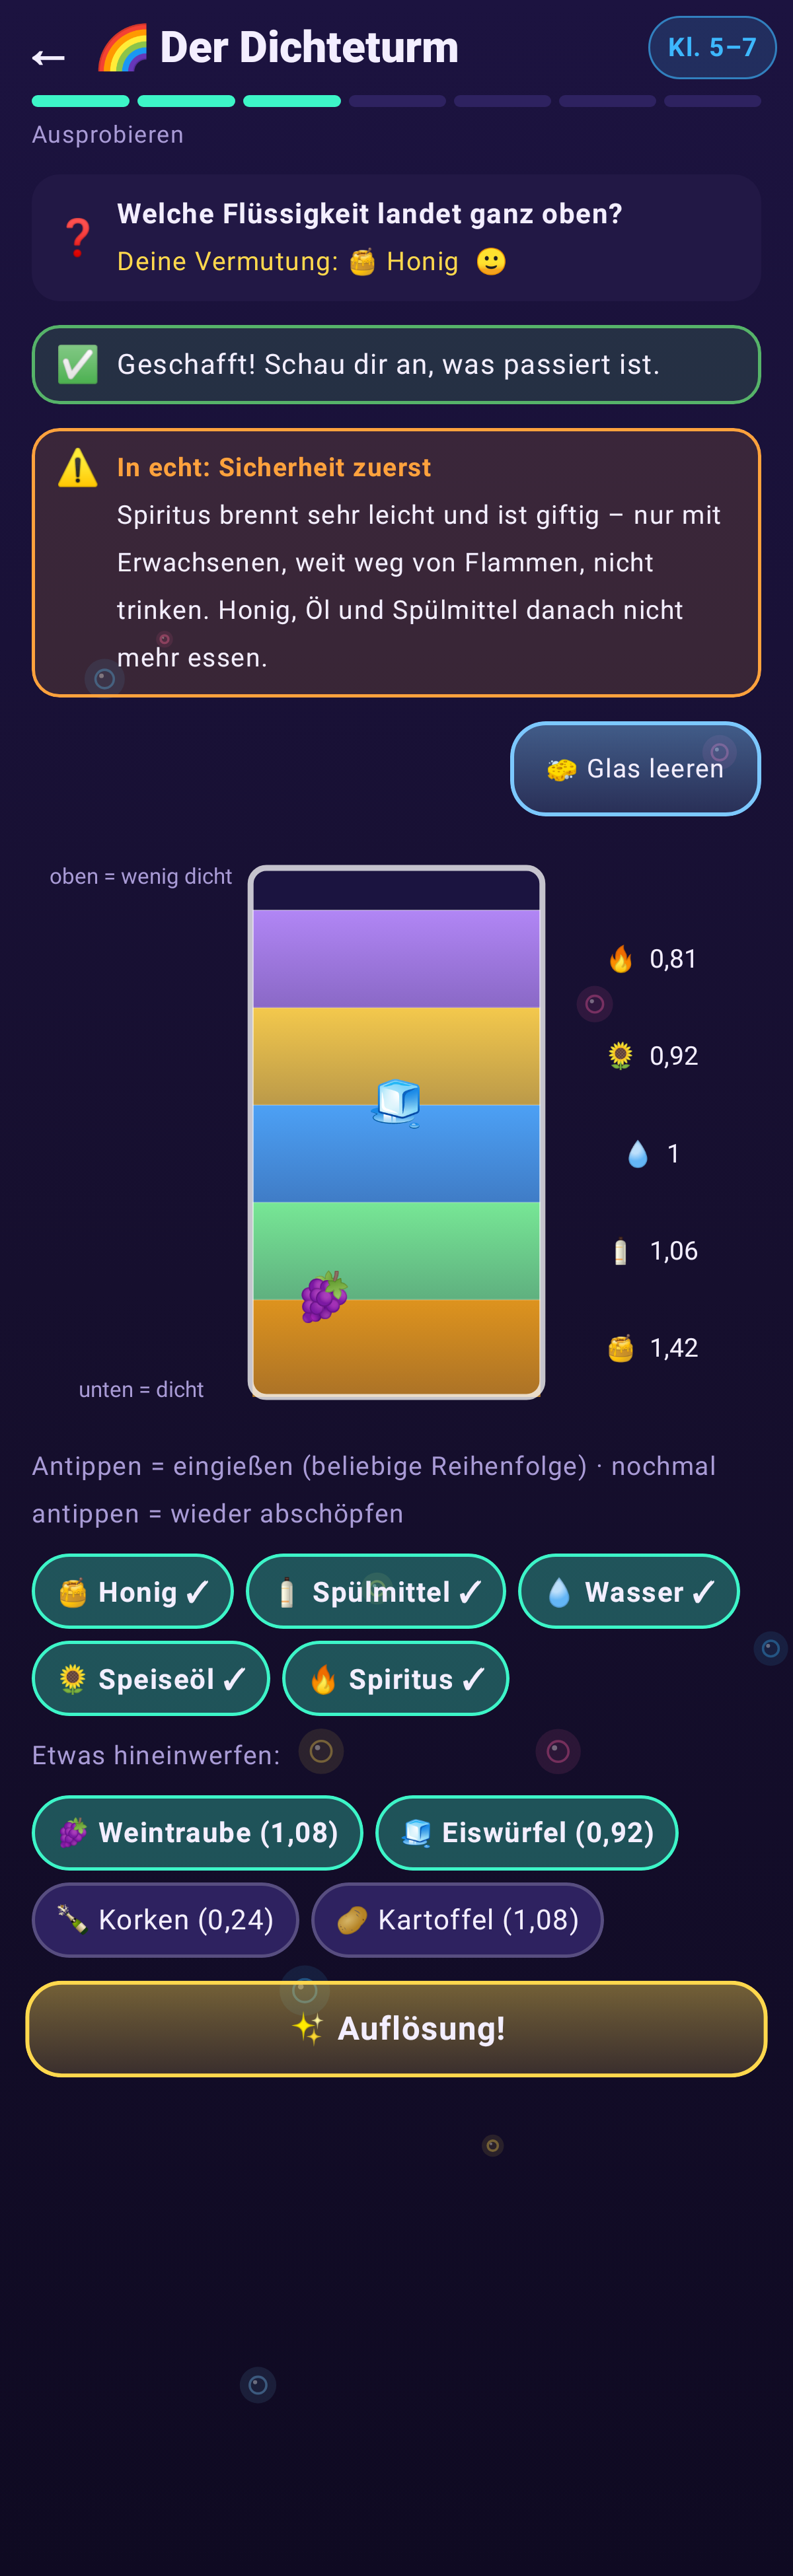 ← 🌈 Der Dichteturm Kl. 5–7
Ausprobieren
❓ Welche Flüssigkeit landet ganz oben?
Deine Vermutung: 🍯 Honig 🙂
✅ Geschafft! Schau dir an, was passiert ist.
⚠️ In echt: Sicherheit zuerst
Spiritus brennt sehr leicht und ist giftig – nur mit
Erwachsenen, weit weg von Flammen, nicht
trinken. Honig, Öl und Spülmittel danach nicht
mehr essen.
🧽 Glas leeren
oben = wenig dicht
🔥 0,81
🌻 0,92
💧 1
🧴 1,06
🍯 1,42
unten = dicht
Antippen = eingießen (beliebige Reihenfolge) · nochmal
antippen = wieder abschöpfen
🍯 Honig ✓ 🧴 Spülmittel ✓ 💧 Wasser ✓
🌻 Speiseöl ✓ 🔥 Spiritus ✓
Etwas hineinwerfen:
🍇 Weintraube (1,08) 🧊 Eiswürfel (0,92)
🍾 Korken (0,24) 🥔 Kartoffel (1,08)
✨ Auflösung!